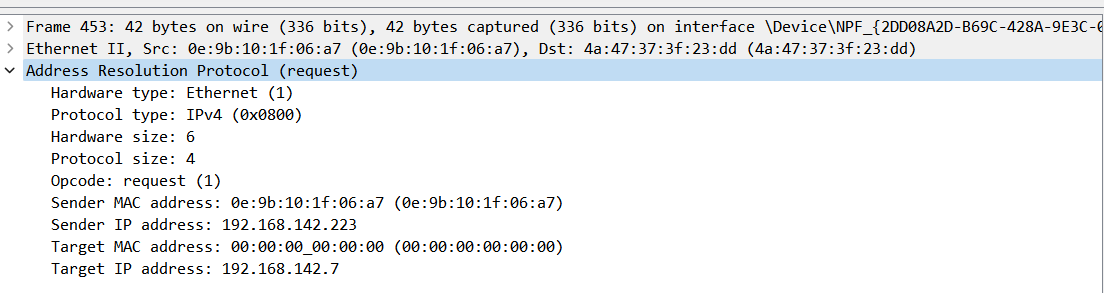 Frame 453: 42 bytes on wire (336 bits), 42 bytes captured (336 bits) on interface \Device\NPF_{2DD08A2D-B69C-428A-9E3C-0
Ethernet II, Src: 0e:9b:10:1f:06:a7 (0e:9b:10:1f:06:a7), Dst: 4a:47:37:3f:23:dd (4a:47:37:3f:23:dd)
Address Resolution Protocol (request)
Hardware type: Ethernet (1)
Protocol type: IPv4 (0x0800)
Hardware size: 6
Protocol size: 4
Opcode: request (1)
Sender MAC address: 0e:9b:10:1f:06:a7 (0e:9b:10:1f:06:a7)
Sender IP address: 192.168.142.223
Target MAC address: 00:00:00_00:00:00 (00:00:00:00:00:00)
Target IP address: 192.168.142.7